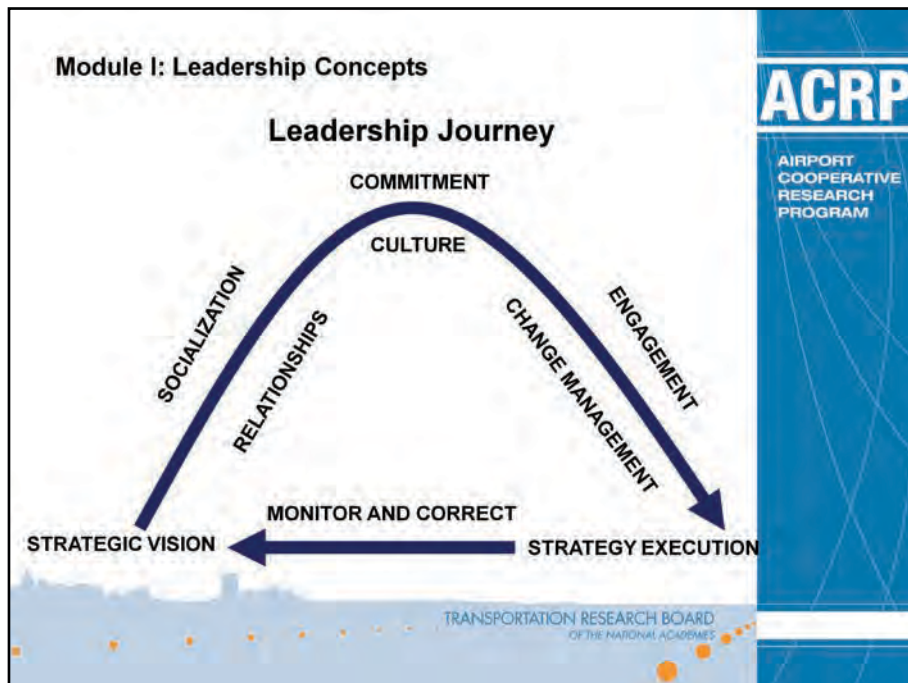 Module I: Leadership Concepts
Leadership Journey
COMMITMENT
CULTURE
SOCIALIZATION
RELATIONSHIPS
ENGAGEMENT
CHANGE MANAGEMENT
MONITOR AND CORRECT
STRATEGIC VISION
STRATEGY EXECUTION
TRANSPORTATION RESEARCH BOARD
OF THE NATIONAL ACADEMIES
ACRP
AIRPORT
COOPERATIVE
RESEARCH
PROGRAM